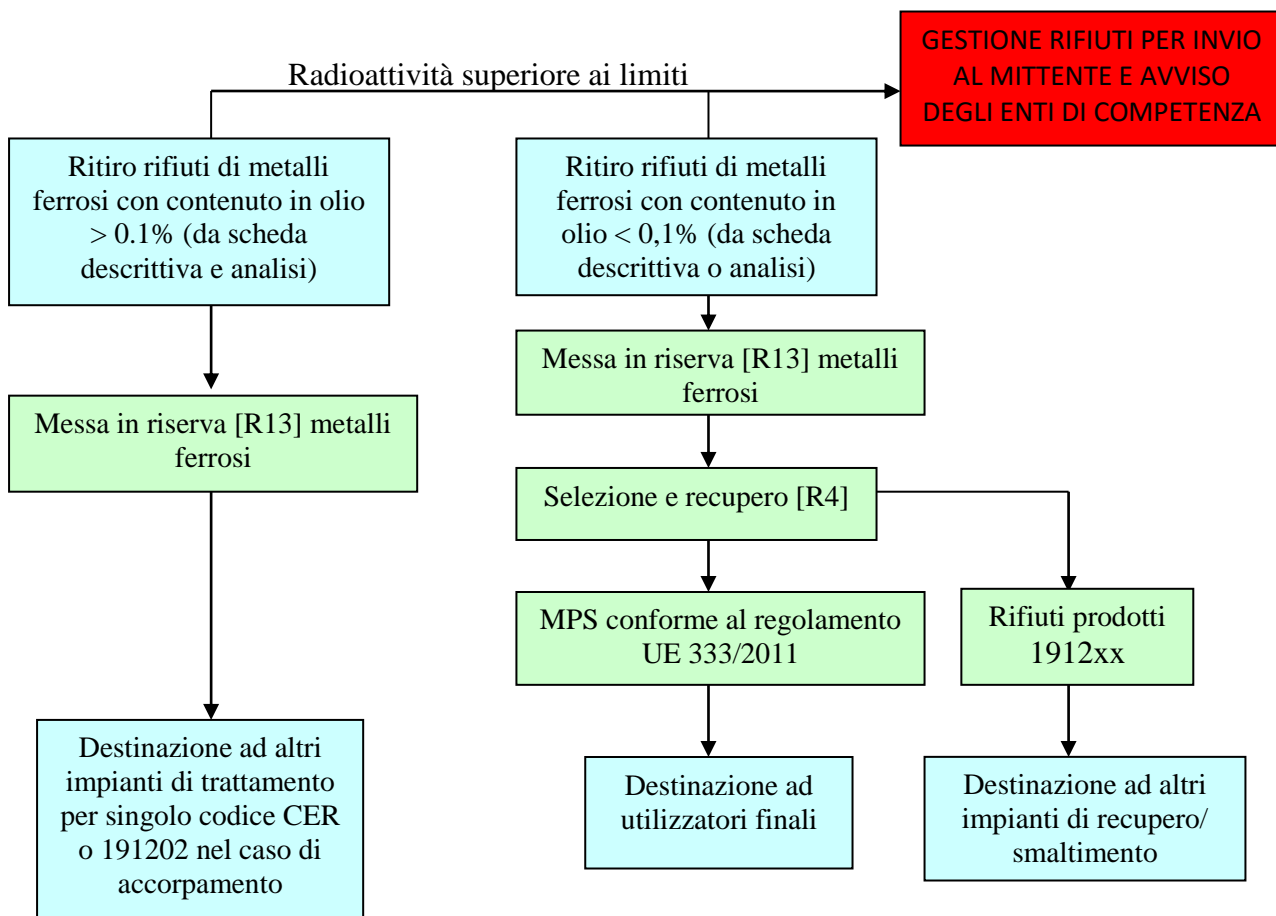 GESTIONE RIFIUTI PER INVIO
AL MITTENTE E AVVISO
DEGLI ENTI DI COMPETENZA
Radioattività superiore ai limiti
Ritiro rifiuti di metalli
ferrosi con contenuto in olio
> 0.1% (da scheda
descrittiva e analisi)
Ritiro rifiuti di metalli
ferrosi con contenuto in
olio < 0,1% (da scheda
descrittiva o analisi)
Messa in riserva [R13] metalli
ferrosi
Messa in riserva [R13] metalli
ferrosi
Selezione e recupero [R4]
MPS conforme al regolamento
UE 333/2011
Rifiuti prodotti
1912xx
Destinazione ad altri
impianti di trattamento
per singolo codice CER
o 191202 nel caso di
accorpamento
Destinazione ad
utilizzatori finali
Destinazione ad altri
impianti di recupero/
smaltimento